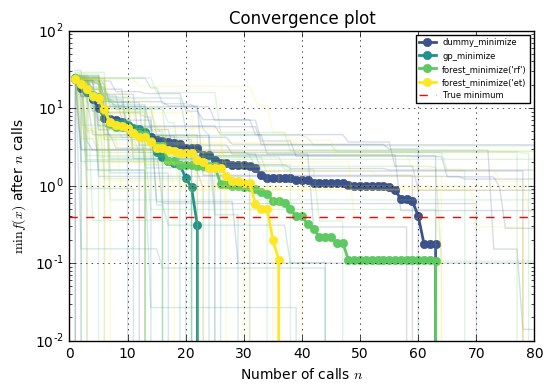 Convergence plot
10²
10¹
10⁰
10⁻¹
10⁻²
min f(x) after n calls
dummy_minimize
gp_minimize
forest_minimize('rf')
forest_minimize('et')
True minimum
0 10 20 30 40 50 60 70 80
Number of calls n